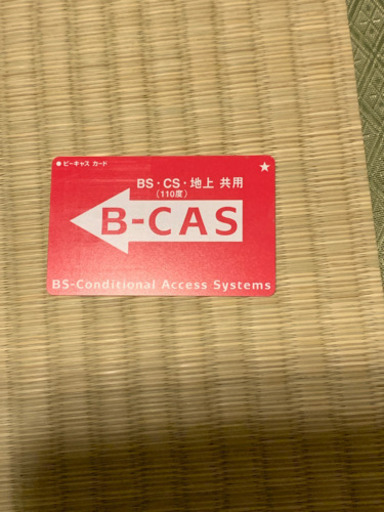 ● ビーキャス カード
★
BS・CS・地上 共用
(110度)
B-CAS
BS-Conditional Access Systems